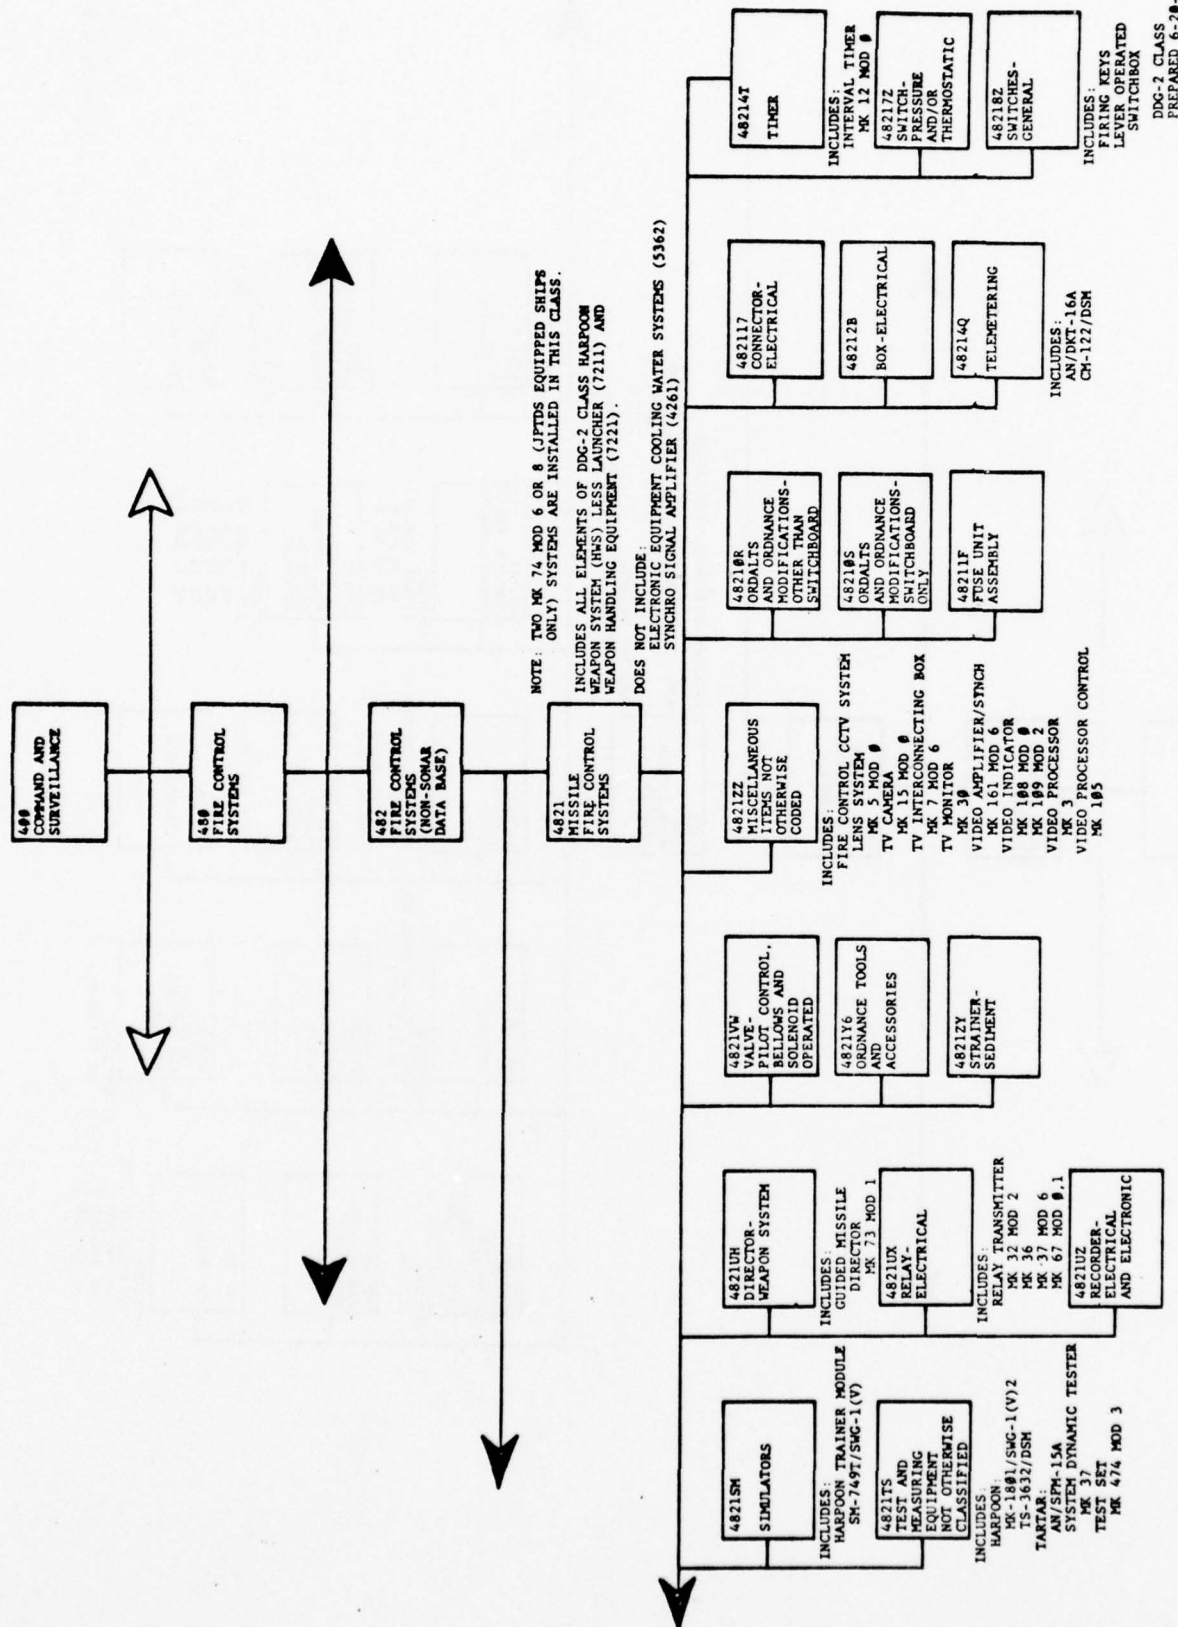 400
COMMAND AND
SURVEILLANCE
480
FIRE CONTROL
SYSTEMS
482
FIRE CONTROL
SYSTEMS
(NON-SONAR
DATA BASE)
4821
MISSILE
FIRE CONTROL
SYSTEMS
NOTE: TWO MK 74 MOD 6 OR 8 (JPTDS EQUIPPED SHIPS
ONLY) SYSTEMS ARE INSTALLED IN THIS CLASS.
INCLUDES ALL ELEMENTS OF DDG-2 CLASS HARPOON
WEAPON SYSTEM (HWS) LESS LAUNCHER (7211) AND
WEAPON HANDLING EQUIPMENT (7221).
DOES NOT INCLUDE:
ELECTRONIC EQUIPMENT COOLING WATER SYSTEMS (5362)
SYNCHRO SIGNAL AMPLIFIER (4261)
4821SM
SIMULATORS
INCLUDES:
HARPOON TRAINER MODULE
SM-749T/SWG-1(V)
4821TS
TEST AND
MEASURING
EQUIPMENT
NOT OTHERWISE
CLASSIFIED
INCLUDES:
HARPOON:
MK-1801/SWG-1(V)2
TS-3632/DSM
TARTAR:
AN/SPM-15A
SYSTEM DYNAMIC TESTER
MK 37
TEST SET
MK 474 MOD 3
4821UH
DIRECTOR-
WEAPON SYSTEM
INCLUDES:
GUIDED MISSILE
DIRECTOR
MK 73 MOD 1
4821UX
RELAY-
ELECTRICAL
INCLUDES:
RELAY TRANSMITTER
MK 32 MOD 2
MK 36
MK 37 MOD 6
MK 67 MOD 0,1
4821UZ
RECORDER-
ELECTRICAL
AND ELECTRONIC
4821VW
VALVE-
PILOT CONTROL,
BELLOWS AND
SOLENOID
OPERATED
4821Y6
ORDNANCE TOOLS
AND
ACCESSORIES
4821ZY
STRAINER-
SEDIMENT
4821ZZ
MISCELLANEOUS
ITEMS NOT
OTHERWISE
CODED
INCLUDES:
FIRE CONTROL CCTV SYSTEM
LENS SYSTEM
MK 5 MOD 0
TV CAMERA
MK 15 MOD 0
TV INTERCONNECTING BOX
MK 7 MOD 6
TV MONITOR
MK 30
VIDEO AMPLIFIER/SYNCH
MK 161 MOD 6
VIDEO INDICATOR
MK 108 MOD 0
MK 109 MOD 2
VIDEO PROCESSOR
MK 3
VIDEO PROCESSOR CONTROL
MK 105
48210R
ORDALTS
AND ORDNANCE
MODIFICATIONS-
OTHER THAN
SWITCHBOARD
48210S
ORDALTS
AND ORDNANCE
MODIFICATIONS-
SWITCHBOARD
ONLY
48211F
FUSE UNIT
ASSEMBLY
482117
CONNECTOR-
ELECTRICAL
48212B
BOX-ELECTRICAL
48214Q
TELEMETERING
INCLUDES:
AN/DKT-16A
CM-122/DSM
48214T
TIMER
INCLUDES:
INTERVAL TIMER
MK 12 MOD 0
48217Z
SWITCH-
PRESSURE
AND/OR
THERMOSTATIC
48218Z
SWITCHES-
GENERAL
INCLUDES:
FIRING KEYS
LEVER OPERATED
SWITCHBOX
DDG-2 CLASS
PREPARED 6-20-